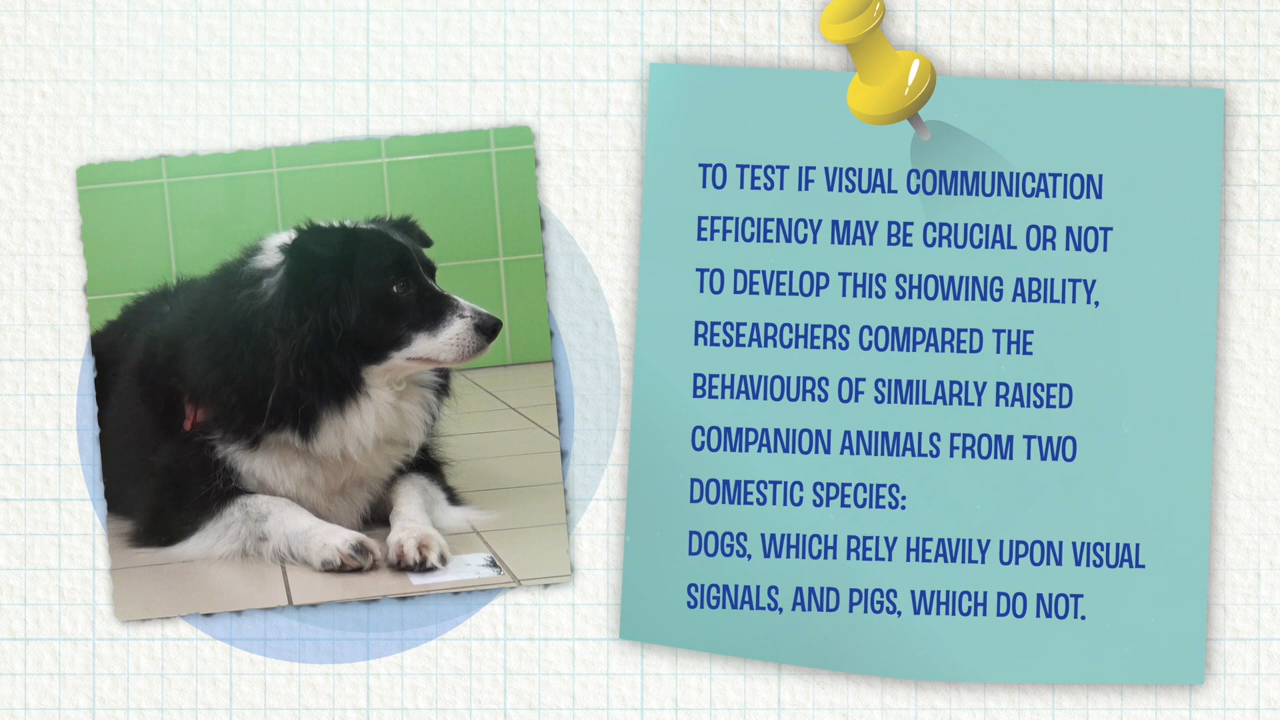 TO TEST IF VISUAL COMMUNICATION
EFFICIENCY MAY BE CRUCIAL OR NOT
TO DEVELOP THIS SHOWING ABILITY,
RESEARCHERS COMPARED THE
BEHAVIOURS OF SIMILARLY RAISED
COMPANION ANIMALS FROM TWO
DOMESTIC SPECIES:
DOGS, WHICH RELY HEAVILY UPON VISUAL
SIGNALS, AND PIGS, WHICH DO NOT.